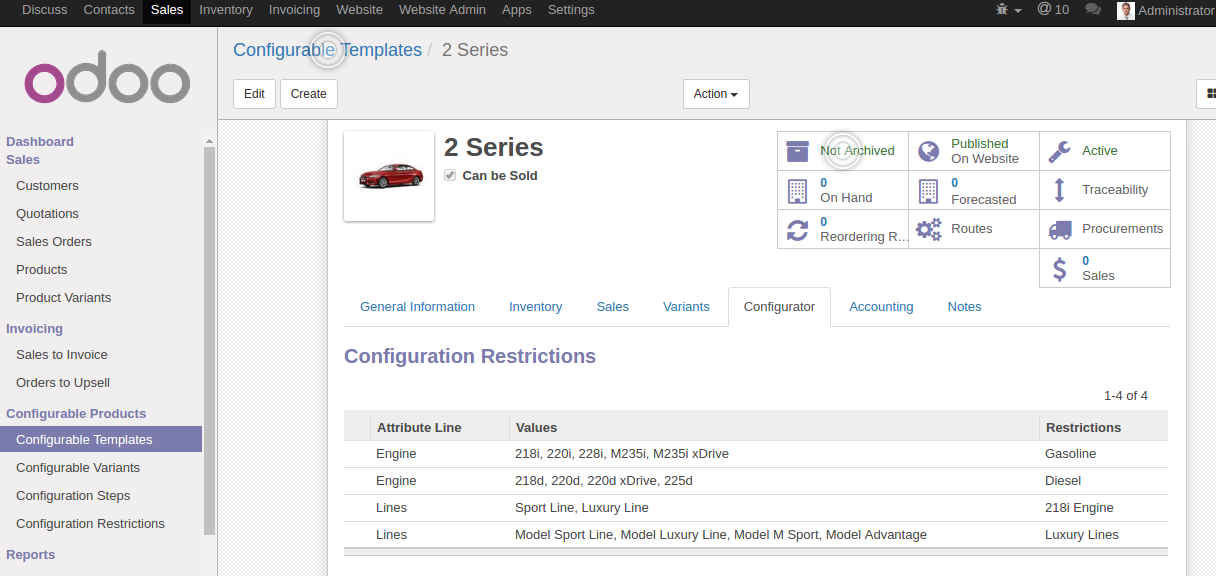 Discuss Contacts Sales Inventory Invoicing Website Website Admin Apps Settings @ 10 Administrator
odoo
Configurable Templates / 2 Series
Edit Create Action
Dashboard
Sales
Customers
Quotations
Sales Orders
Products
Product Variants
Invoicing
Sales to Invoice
Orders to Upsell
Configurable Products
Configurable Templates
Configurable Variants
Configuration Steps
Configuration Restrictions
Reports
2 Series
Can be Sold
Not Archived
Published
On Website
Active
0
On Hand
0
Forecasted
Traceability
0
Reordering R...
Routes
Procurements
$ 0
Sales
General Information Inventory Sales Variants Configurator Accounting Notes
Configuration Restrictions
1-4 of 4
Attribute Line Values Restrictions
Engine 218i, 220i, 228i, M235i, M235i xDrive Gasoline
Engine 218d, 220d, 220d xDrive, 225d Diesel
Lines Sport Line, Luxury Line 218i Engine
Lines Model Sport Line, Model Luxury Line, Model M Sport, Model Advantage Luxury Lines